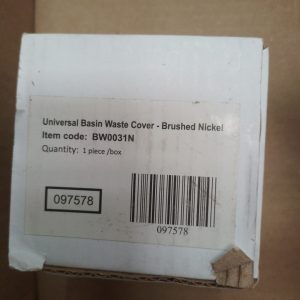 Universal Basin Waste Cover - Brushed Nickel
Item code: BW0031N
Quantity: 1 piece /box
097578
097578